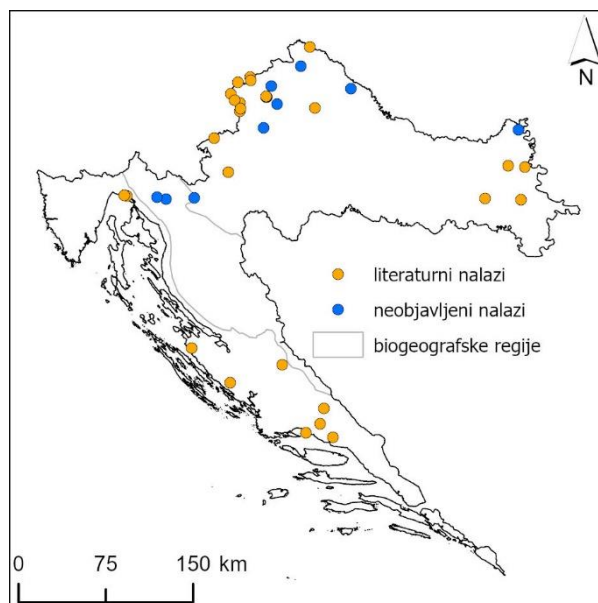 N
literaturni nalazi
neobjavljeni nalazi
biogeografske regije
0 75 150 km